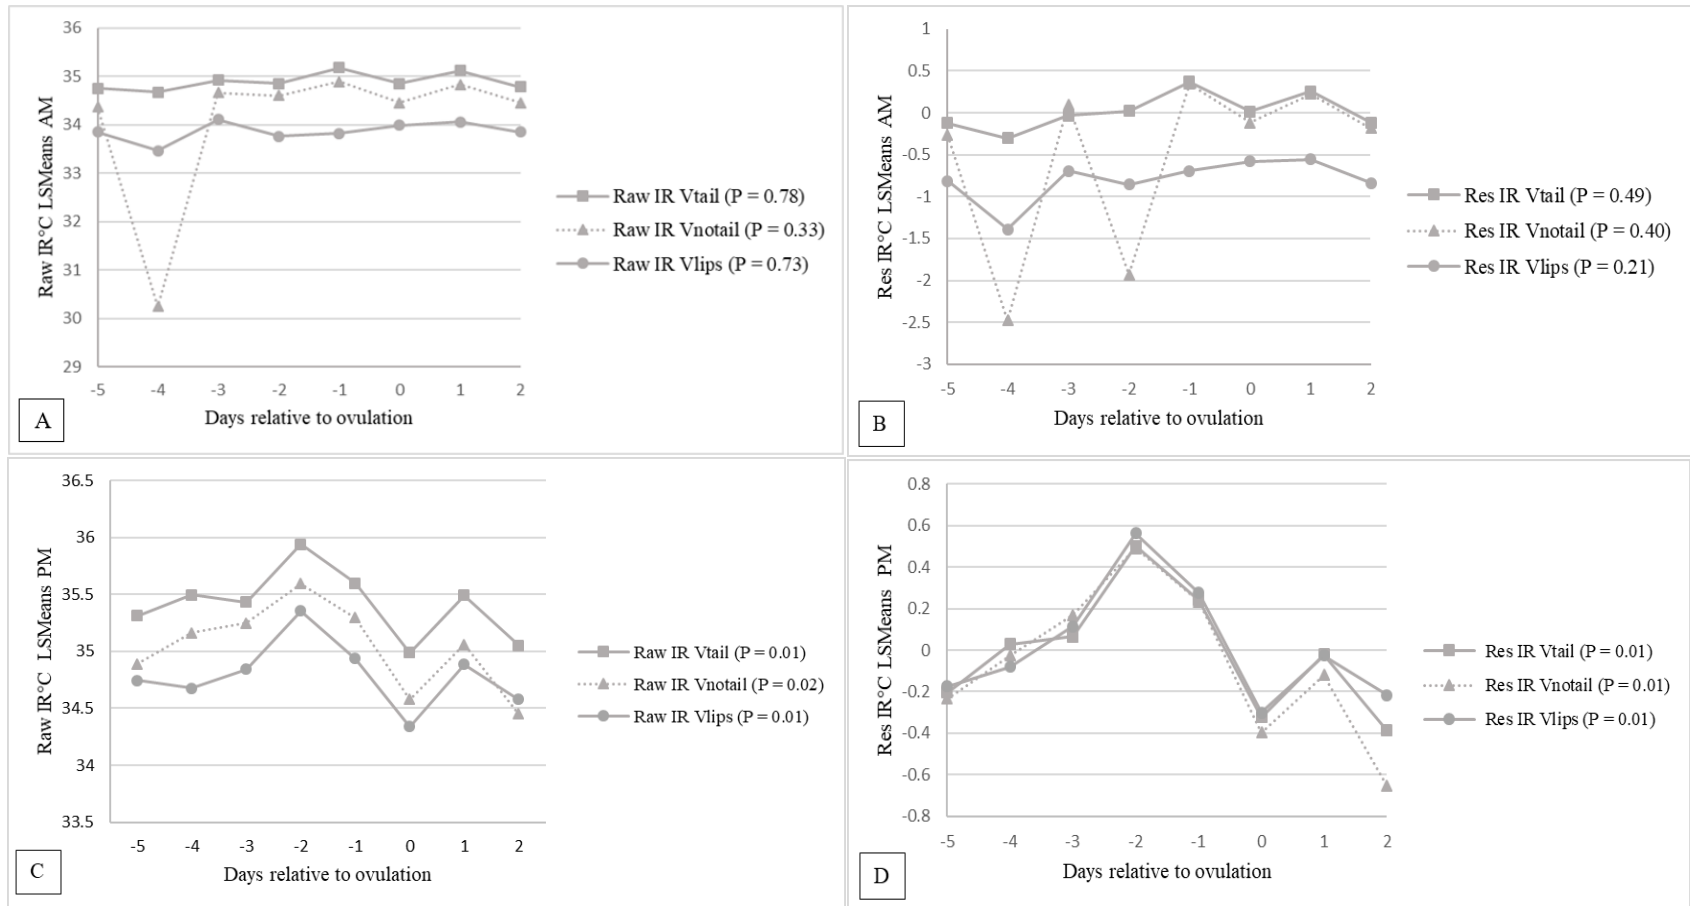 36
35
34
33
32
31
30
29
-5 -4 -3 -2 -1 0 1 2
Raw IR°C LSMeans AM
Days relative to ovulation
Raw IR Vtail (P = 0.78)
Raw IR Vnotail (P = 0.33)
Raw IR Vlips (P = 0.73)
A
1
0.5
0
-0.5
-1
-1.5
-2
-2.5
-3
-5 -4 -3 -2 -1 0 1 2
Res IR°C LSMeans AM
Days relative to ovulation
Res IR Vtail (P = 0.49)
Res IR Vnotail (P = 0.40)
Res IR Vlips (P = 0.21)
B
36.5
36
35.5
35
34.5
34
33.5
-5 -4 -3 -2 -1 0 1 2
Raw IR°C LSMeans PM
Days relative to ovulation
Raw IR Vtail (P = 0.01)
Raw IR Vnotail (P = 0.02)
Raw IR Vlips (P = 0.01)
C
0.8
0.6
0.4
0.2
0
-0.2
-0.4
-0.6
-0.8
-5 -4 -3 -2 -1 0 1 2
Res IR°C LSMeans PM
Days relative to ovulation
Res IR Vtail (P = 0.01)
Res IR Vnotail (P = 0.01)
Res IR Vlips (P = 0.01)
D